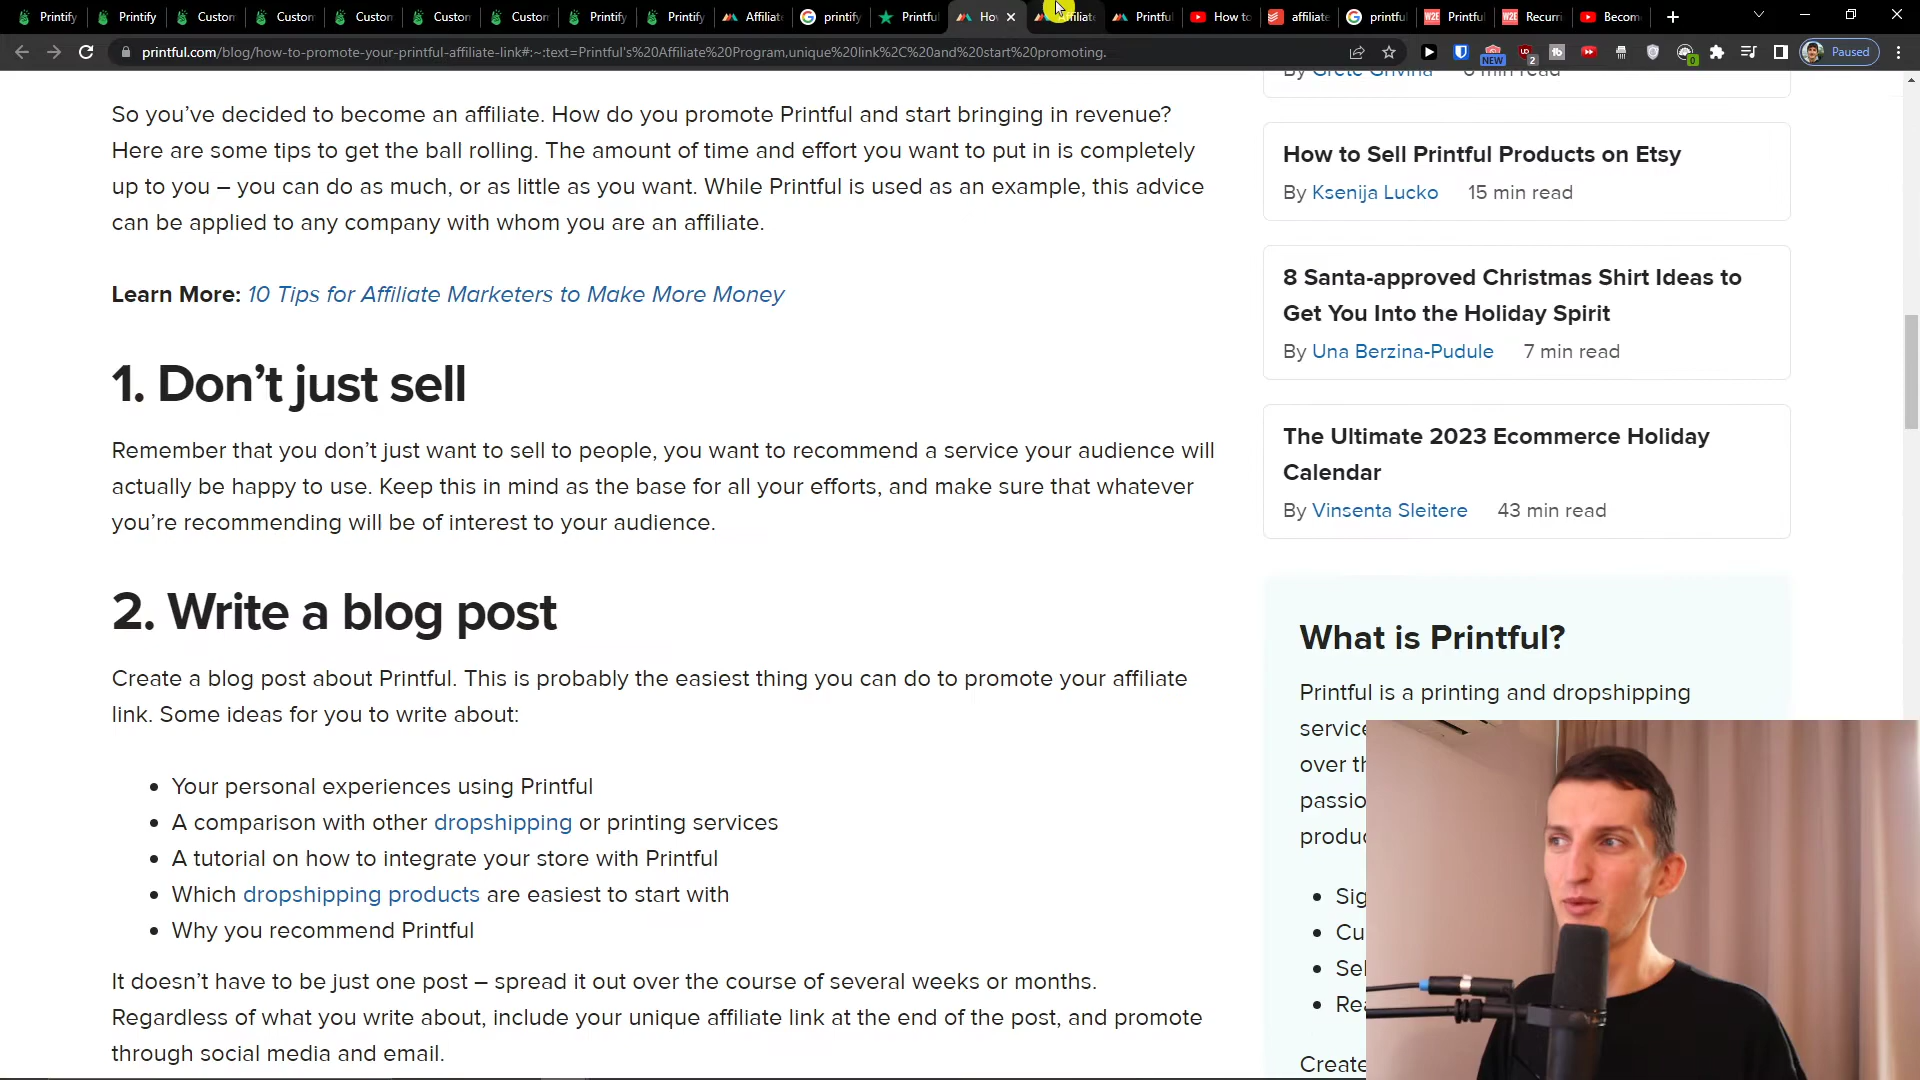 Printify
Printify
Custom
Custom
Custom
Custom
Custom
Printify
Printify
Affiliate
printify
Printful
How
Affiliate
Printful
How to
affiliate
printful
Printful
Recurri
Becom
printful.com/blog/how-to-promote-your-printful-affiliate-link#:~:text=Printful's%20Affiliate%20Program,unique%20link%2C%20and%20start%20promoting.
NEW
2
0
Paused
So you’ve decided to become an affiliate. How do you promote Printful and start bringing in revenue?
Here are some tips to get the ball rolling. The amount of time and effort you want to put in is completely
up to you – you can do as much, or as little as you want. While Printful is used as an example, this advice
can be applied to any company with whom you are an affiliate.
Learn More: 10 Tips for Affiliate Marketers to Make More Money
1. Don’t just sell
Remember that you don’t just want to sell to people, you want to recommend a service your audience will
actually be happy to use. Keep this in mind as the base for all your efforts, and make sure that whatever
you’re recommending will be of interest to your audience.
2. Write a blog post
Create a blog post about Printful. This is probably the easiest thing you can do to promote your affiliate
link. Some ideas for you to write about:
• Your personal experiences using Printful
• A comparison with other dropshipping or printing services
• A tutorial on how to integrate your store with Printful
• Which dropshipping products are easiest to start with
• Why you recommend Printful
It doesn’t have to be just one post – spread it out over the course of several weeks or months.
Regardless of what you write about, include your unique affiliate link at the end of the post, and promote
through social media and email.
By Grete Grivina 6 min read
How to Sell Printful Products on Etsy
By Ksenija Lucko 15 min read
8 Santa-approved Christmas Shirt Ideas to
Get You Into the Holiday Spirit
By Una Berzina-Pudule 7 min read
The Ultimate 2023 Ecommerce Holiday
Calendar
By Vinsenta Sleitere 43 min read
What is Printful?
Printful is a printing and dropshipping
service
over th
passio
produc
• Sig
• Cu
• Sel
• Rea
Create